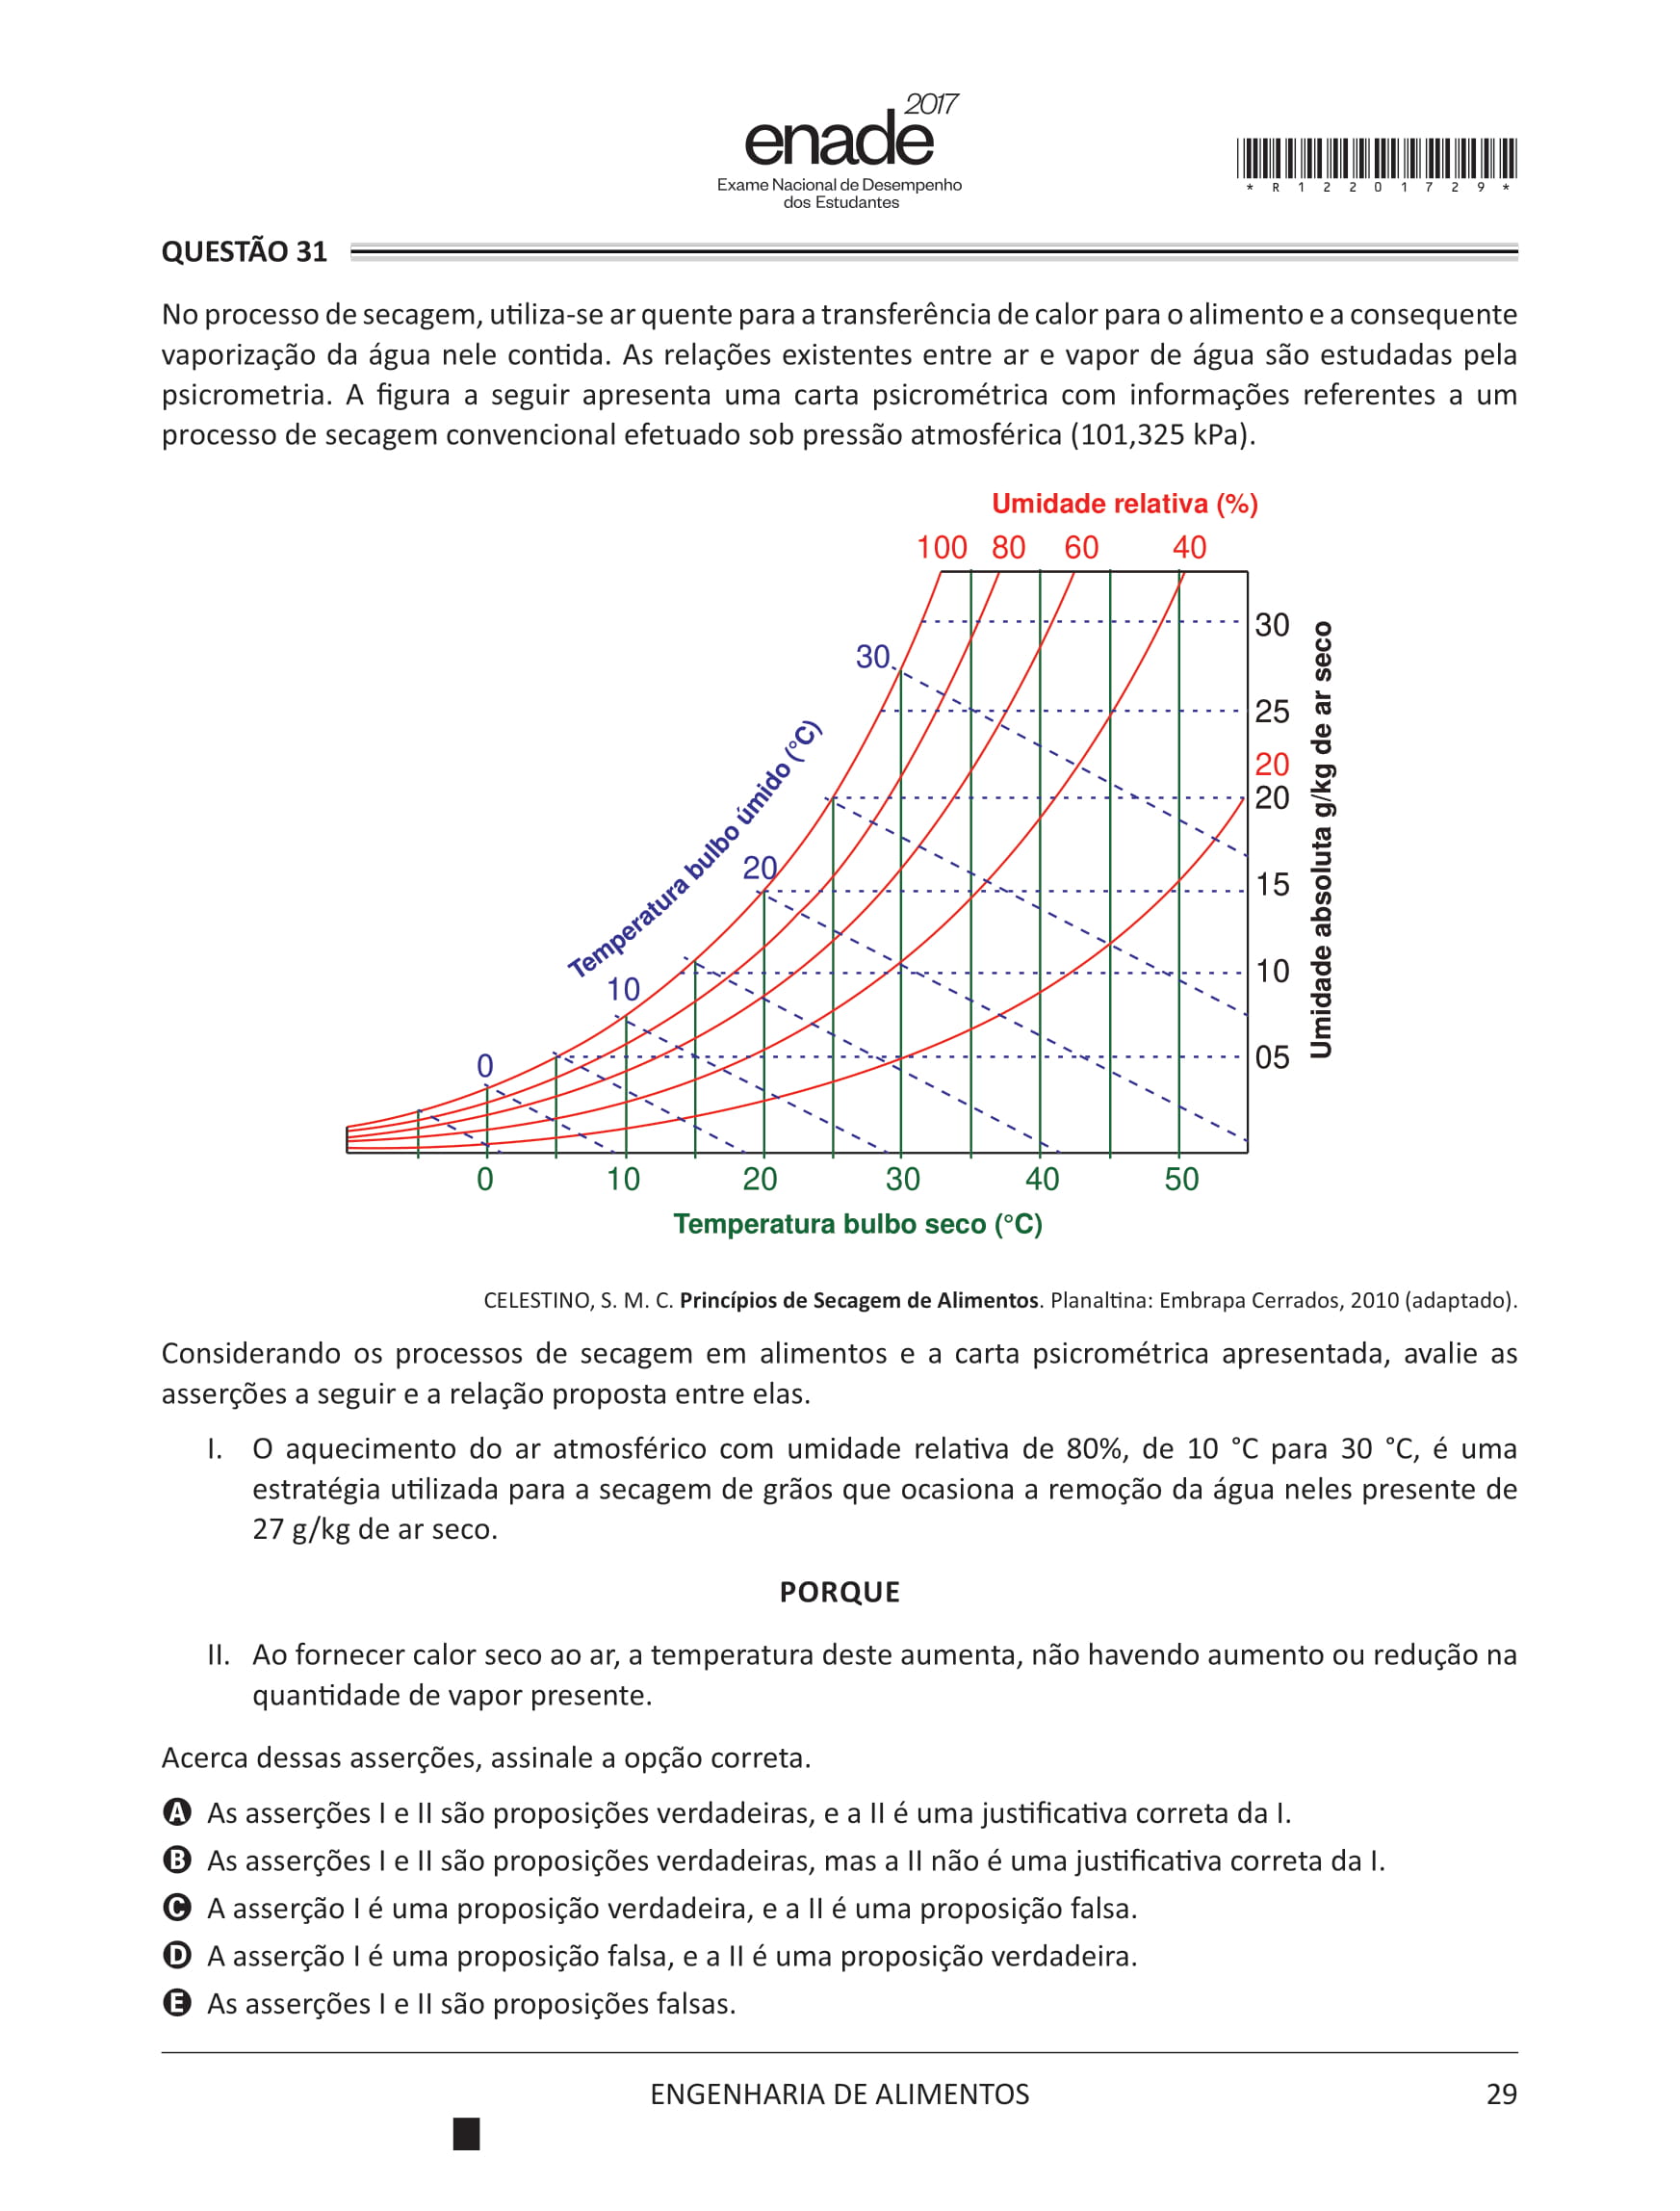 2017
enade
Exame Nacional de Desempenho
dos Estudantes
* R 1 2 2 0 1 7 2 9 *
QUESTÃO 31
No processo de secagem, utiliza-se ar quente para a transferência de calor para o alimento e a consequente
vaporização da água nele contida. As relações existentes entre ar e vapor de água são estudadas pela
psicrometria. A figura a seguir apresenta uma carta psicrométrica com informações referentes a um
processo de secagem convencional efetuado sob pressão atmosférica (101,325 kPa).
Umidade relativa (%)
100 80 60 40
30
30
25
20
20
20
15
10
10
05
0
Temperatura bulbo úmido (°C)
Umidade absoluta g/kg de ar seco
0 10 20 30 40 50
Temperatura bulbo seco (°C)
CELESTINO, S. M. C. Princípios de Secagem de Alimentos. Planaltina: Embrapa Cerrados, 2010 (adaptado).
Considerando os processos de secagem em alimentos e a carta psicrométrica apresentada, avalie as
asserções a seguir e a relação proposta entre elas.
I. O aquecimento do ar atmosférico com umidade relativa de 80%, de 10 °C para 30 °C, é uma
estratégia utilizada para a secagem de grãos que ocasiona a remoção da água neles presente de
27 g/kg de ar seco.
PORQUE
II. Ao fornecer calor seco ao ar, a temperatura deste aumenta, não havendo aumento ou redução na
quantidade de vapor presente.
Acerca dessas asserções, assinale a opção correta.
A As asserções I e II são proposições verdadeiras, e a II é uma justificativa correta da I.
B As asserções I e II são proposições verdadeiras, mas a II não é uma justificativa correta da I.
C A asserção I é uma proposição verdadeira, e a II é uma proposição falsa.
D A asserção I é uma proposição falsa, e a II é uma proposição verdadeira.
E As asserções I e II são proposições falsas.
ENGENHARIA DE ALIMENTOS
29